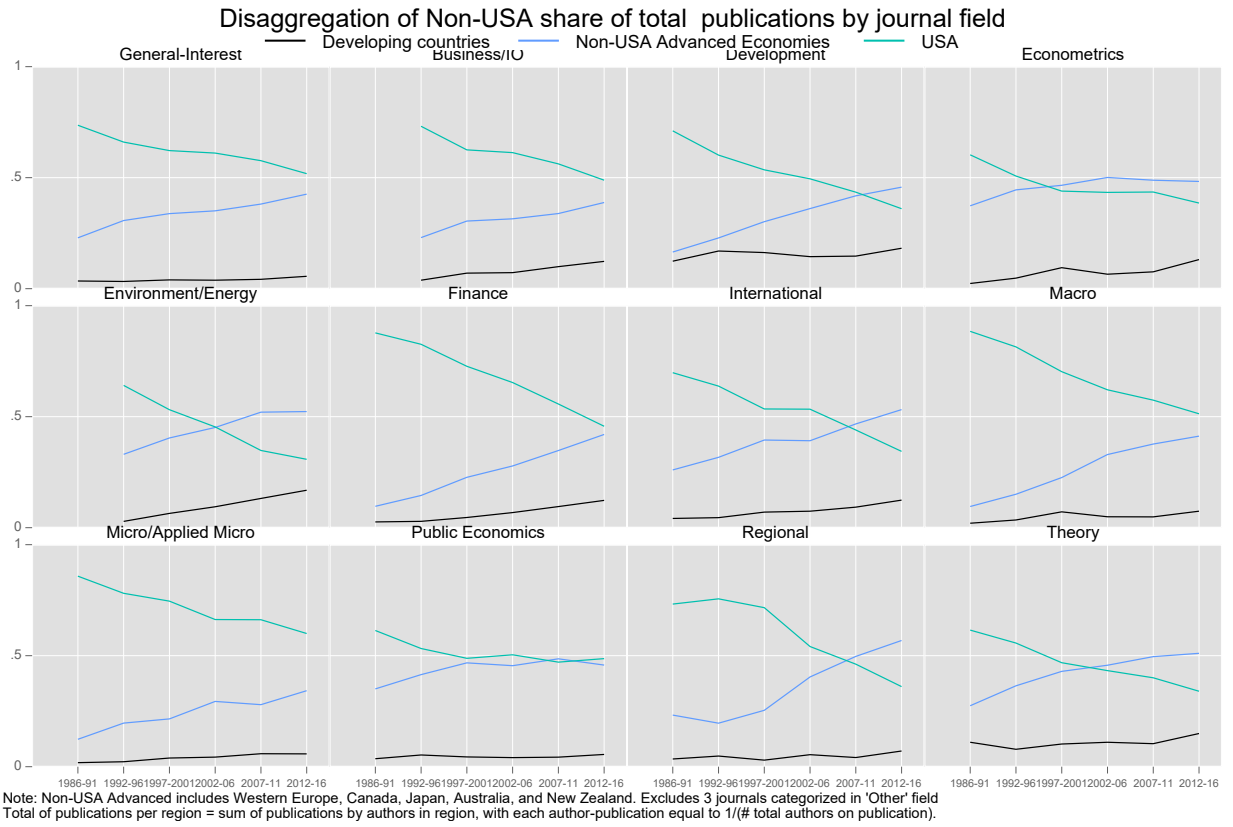 Disaggregation of Non-USA share of total publications by journal field
Developing countries Non-USA Advanced Economies USA
General-Interest Business/IO Development Econometrics
1
.5
0
Environment/Energy Finance International Macro
1
.5
0
Micro/Applied Micro Public Economics Regional Theory
1
.5
0
1986-91 1992-96 1997-2001 2002-06 2007-11 2012-16 1986-91 1992-96 1997-2001 2002-06 2007-11 2012-16 1986-91 1992-96 1997-2001 2002-06 2007-11 2012-16 1986-91 1992-96 1997-2001 2002-06 2007-11 2012-16
Note: Non-USA Advanced includes Western Europe, Canada, Japan, Australia, and New Zealand. Excludes 3 journals categorized in 'Other' field
Total of publications per region = sum of publications by authors in region, with each author-publication equal to 1/(# total authors on publication).